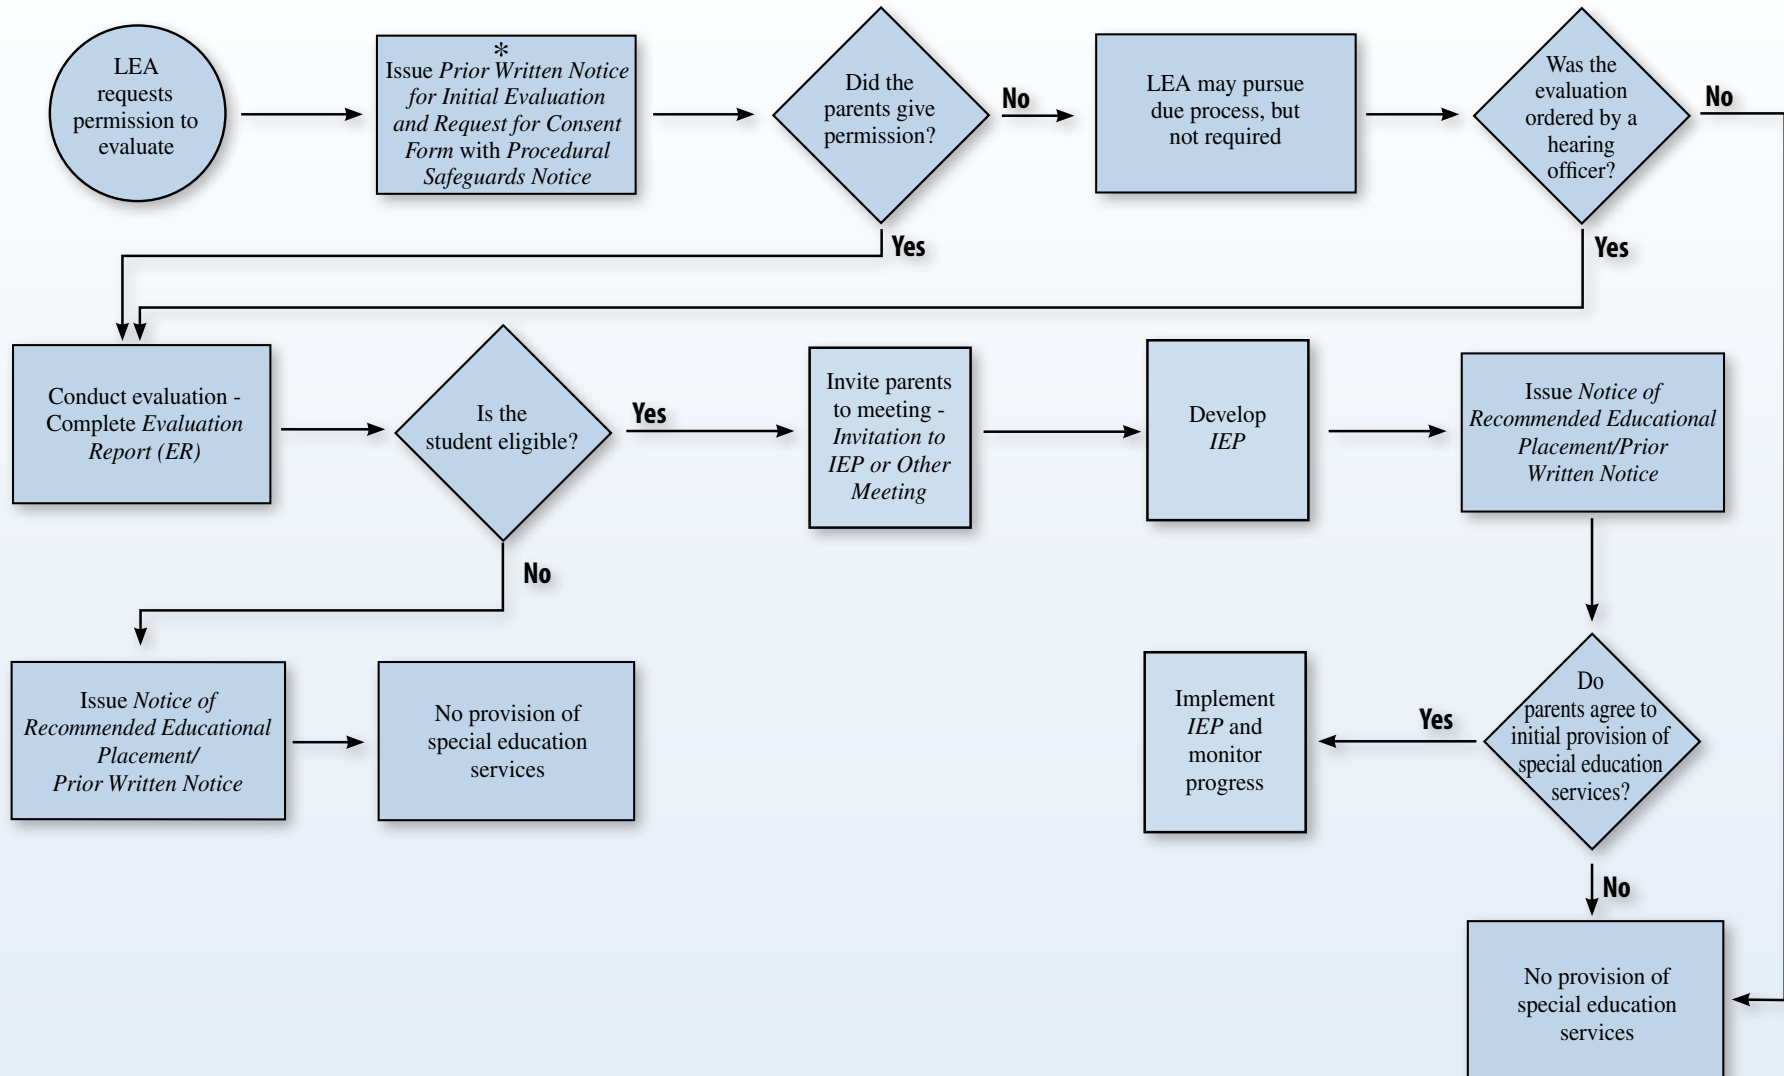 LEA
requests
permission to
evaluate
*
Issue Prior Written Notice
for Initial Evaluation
and Request for Consent
Form with Procedural
Safeguards Notice
Did the
parents give
permission?
No
Yes
LEA may pursue
due process, but
not required
Was the
evaluation
ordered by a
hearing
officer?
No
Yes
Conduct evaluation -
Complete Evaluation
Report (ER)
Is the
student eligible?
Yes
No
Invite parents
to meeting -
Invitation to
IEP or Other
Meeting
Develop
IEP
Issue Notice of
Recommended Educational
Placement/Prior
Written Notice
Issue Notice of
Recommended Educational
Placement/
Prior Written Notice
No provision of
special education
services
Implement
IEP and
monitor
progress
Yes
Do
parents agree to
initial provision of
special education
services?
No
No provision of
special education
services